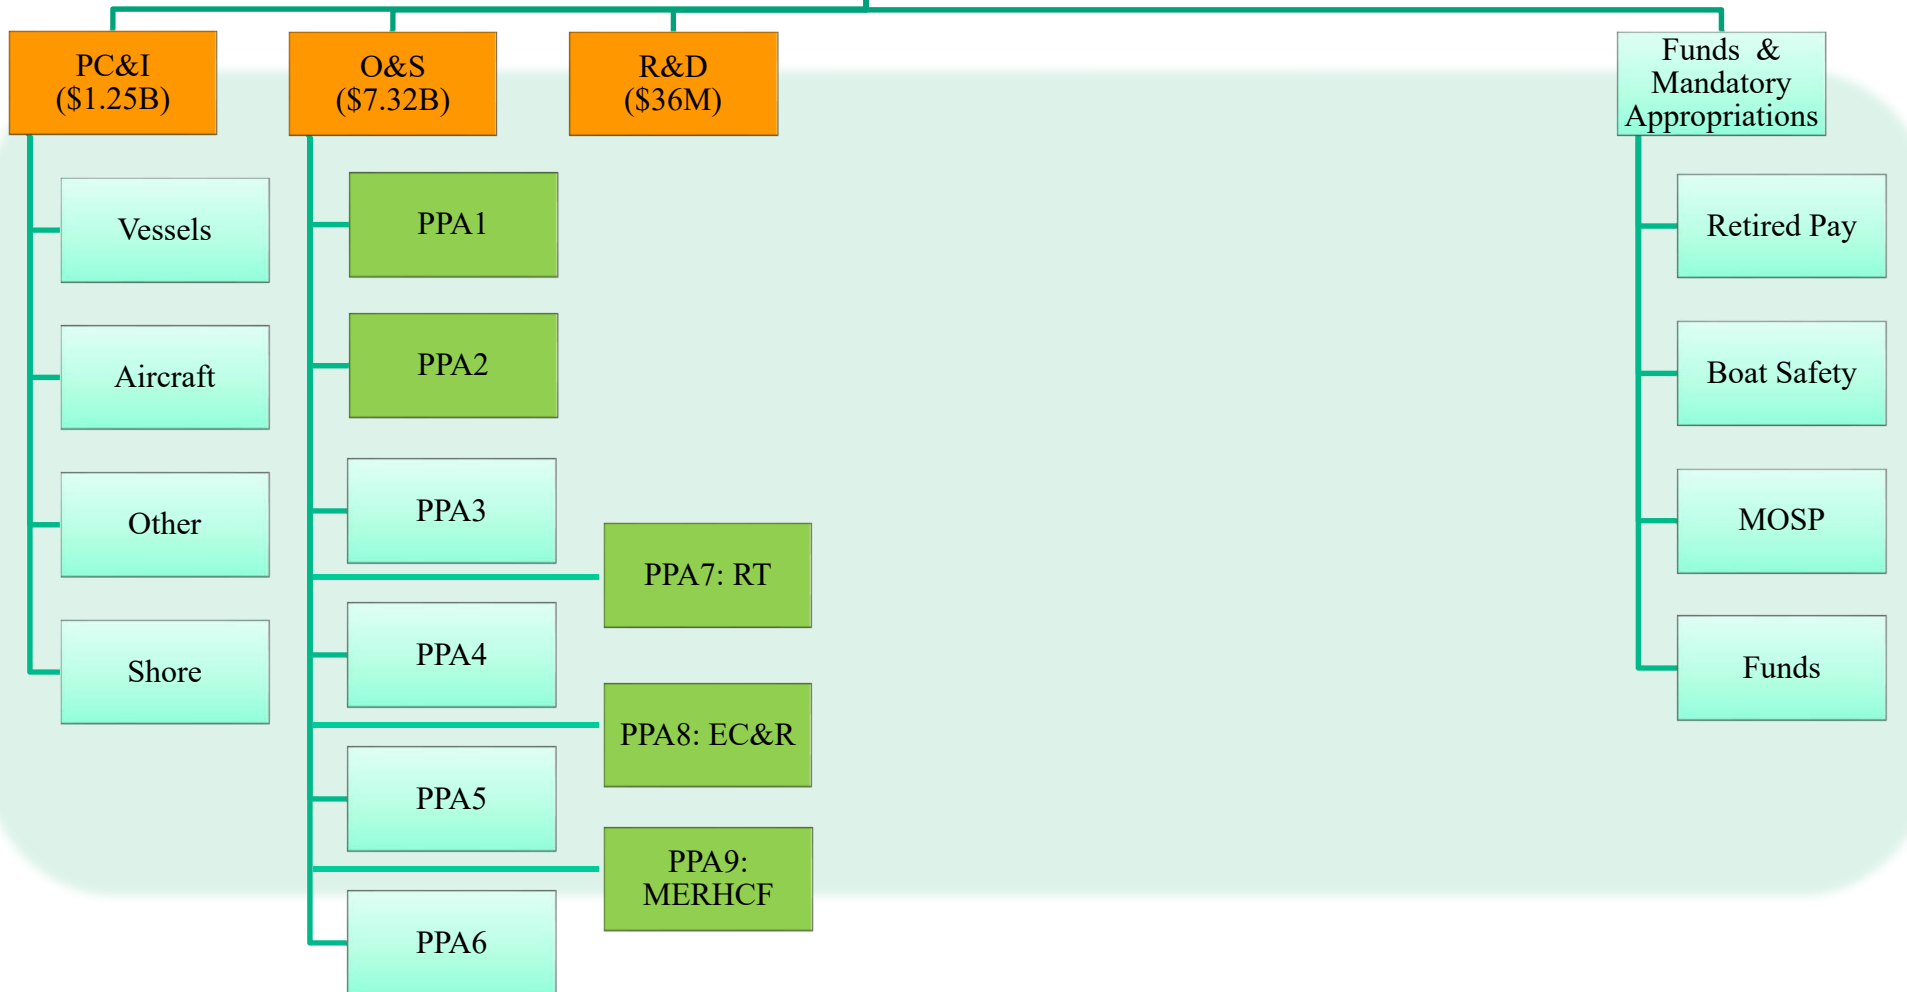 PC&I
($1.25B)
O&S
($7.32B)
R&D
($36M)
Funds &
Mandatory
Appropriations
Vessels
Aircraft
Other
Shore
PPA1
PPA2
PPA3
PPA4
PPA5
PPA6
PPA7: RT
PPA8: EC&R
PPA9:
MERHCF
Retired Pay
Boat Safety
MOSP
Funds